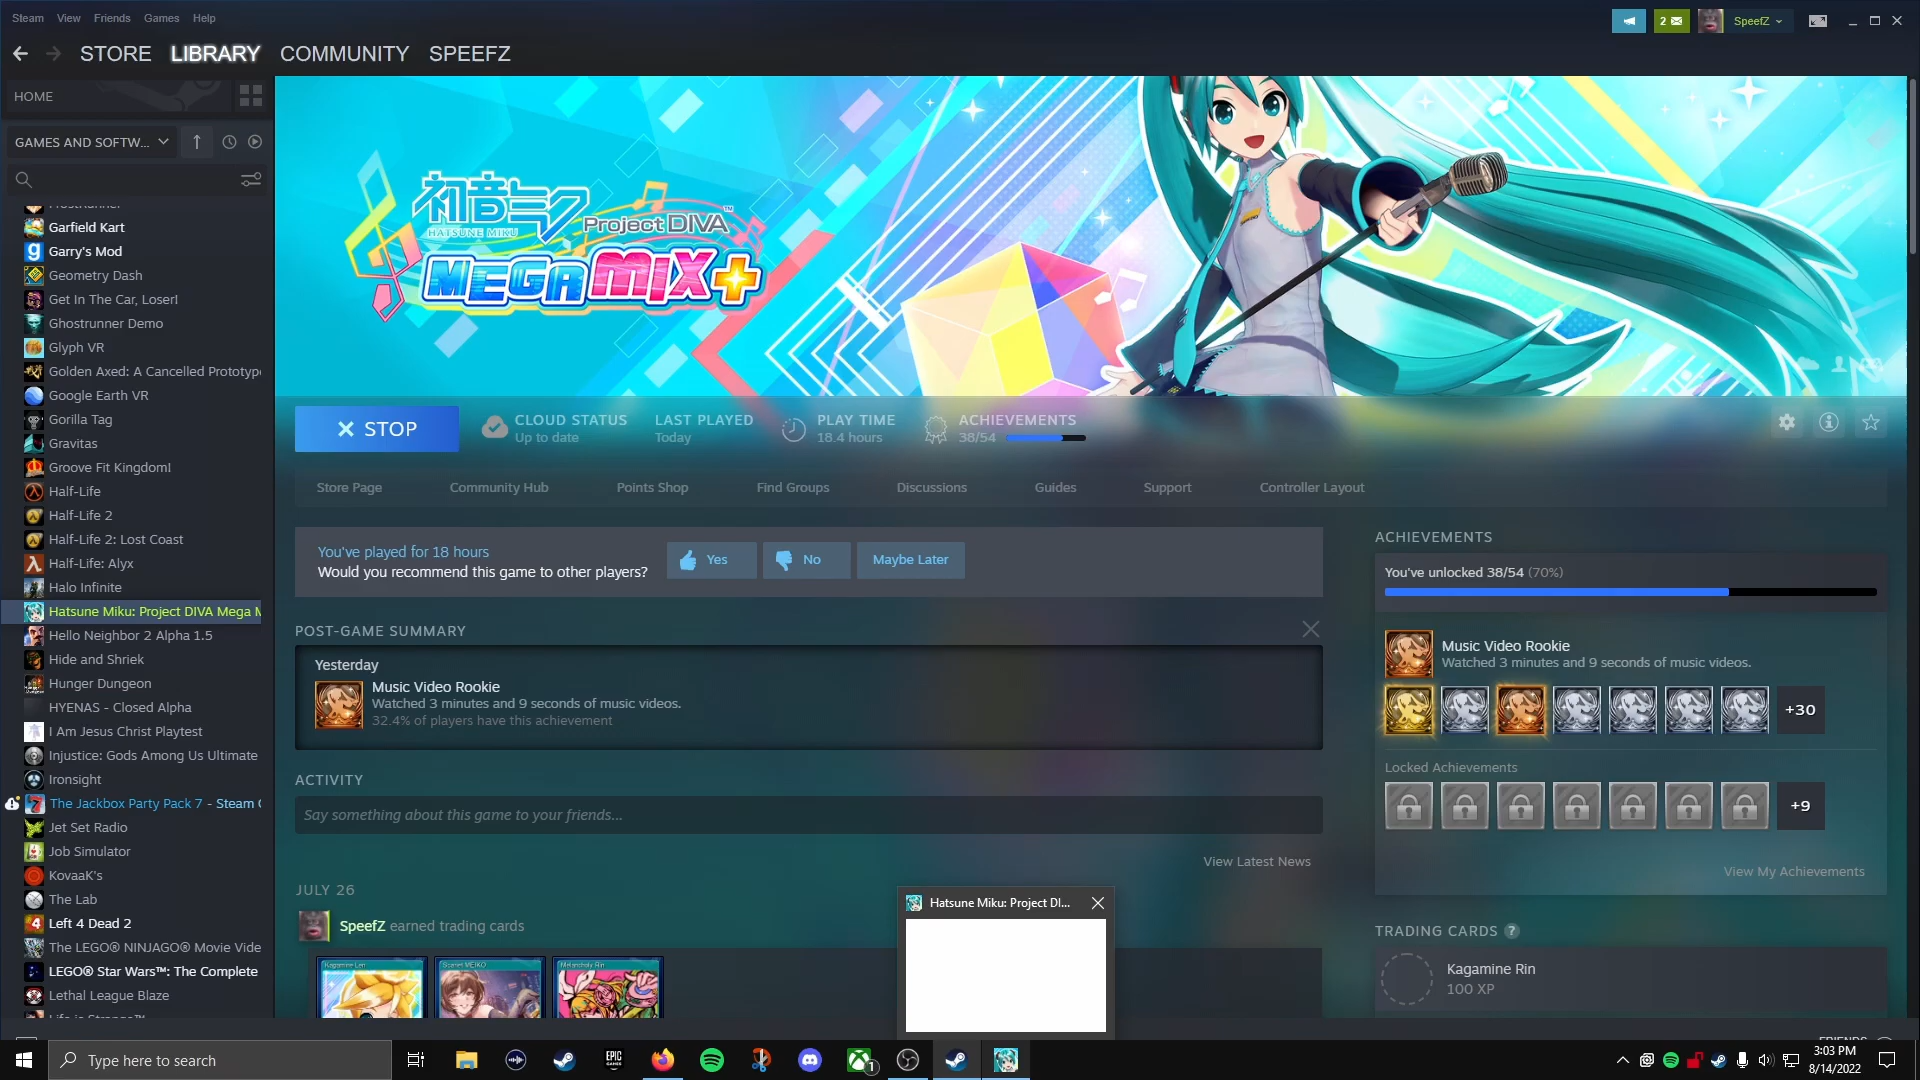 Steam View Friends Games Help
2
SpeefZ
STORE LIBRARY COMMUNITY SPEEFZ
HOME
GAMES AND SOFTW...
Garfield Kart
Garry's Mod
Geometry Dash
Get In The Car, Loser!
Ghostrunner Demo
Glyph VR
Golden Axed: A Cancelled Prototype
Google Earth VR
Gorilla Tag
Gravitas
Groove Fit Kingdom!
Half-Life
Half-Life 2
Half-Life 2: Lost Coast
Half-Life: Alyx
Halo Infinite
Hatsune Miku: Project DIVA Mega M
Hello Neighbor 2 Alpha 1.5
Hide and Shriek
Hunger Dungeon
HYENAS - Closed Alpha
I Am Jesus Christ Playtest
Injustice: Gods Among Us Ultimate
Ironsight
The Jackbox Party Pack 7 - Steam
Jet Set Radio
Job Simulator
KovaaK's
The Lab
Left 4 Dead 2
The LEGO® NINJAGO® Movie Vide
LEGO® Star Wars™: The Complete
Lethal League Blaze
初音ミク
HATSUNE MIKU
Project DIVA™
MEGAMIX+
STOP
CLOUD STATUS
Up to date
LAST PLAYED
Today
PLAY TIME
18.4 hours
ACHIEVEMENTS
38/54
Store Page Community Hub Points Shop Find Groups Discussions Guides Support Controller Layout
You've played for 18 hours
Would you recommend this game to other players?
Yes
No
Maybe Later
POST-GAME SUMMARY
Yesterday
Music Video Rookie
Watched 3 minutes and 9 seconds of music videos.
32.4% of players have this achievement
ACTIVITY
Say something about this game to your friends...
View Latest News
JULY 26
SpeefZ earned trading cards
Kagamine Len
Scarlet MEIKO
Melancholy Rin
ACHIEVEMENTS
You've unlocked 38/54 (70%)
Music Video Rookie
Watched 3 minutes and 9 seconds of music videos.
+30
Locked Achievements
+9
View My Achievements
TRADING CARDS ?
Kagamine Rin
100 XP
Hatsune Miku: Project DI...
Type here to search
EPIC GAMES
1
3:03 PM
8/14/2022